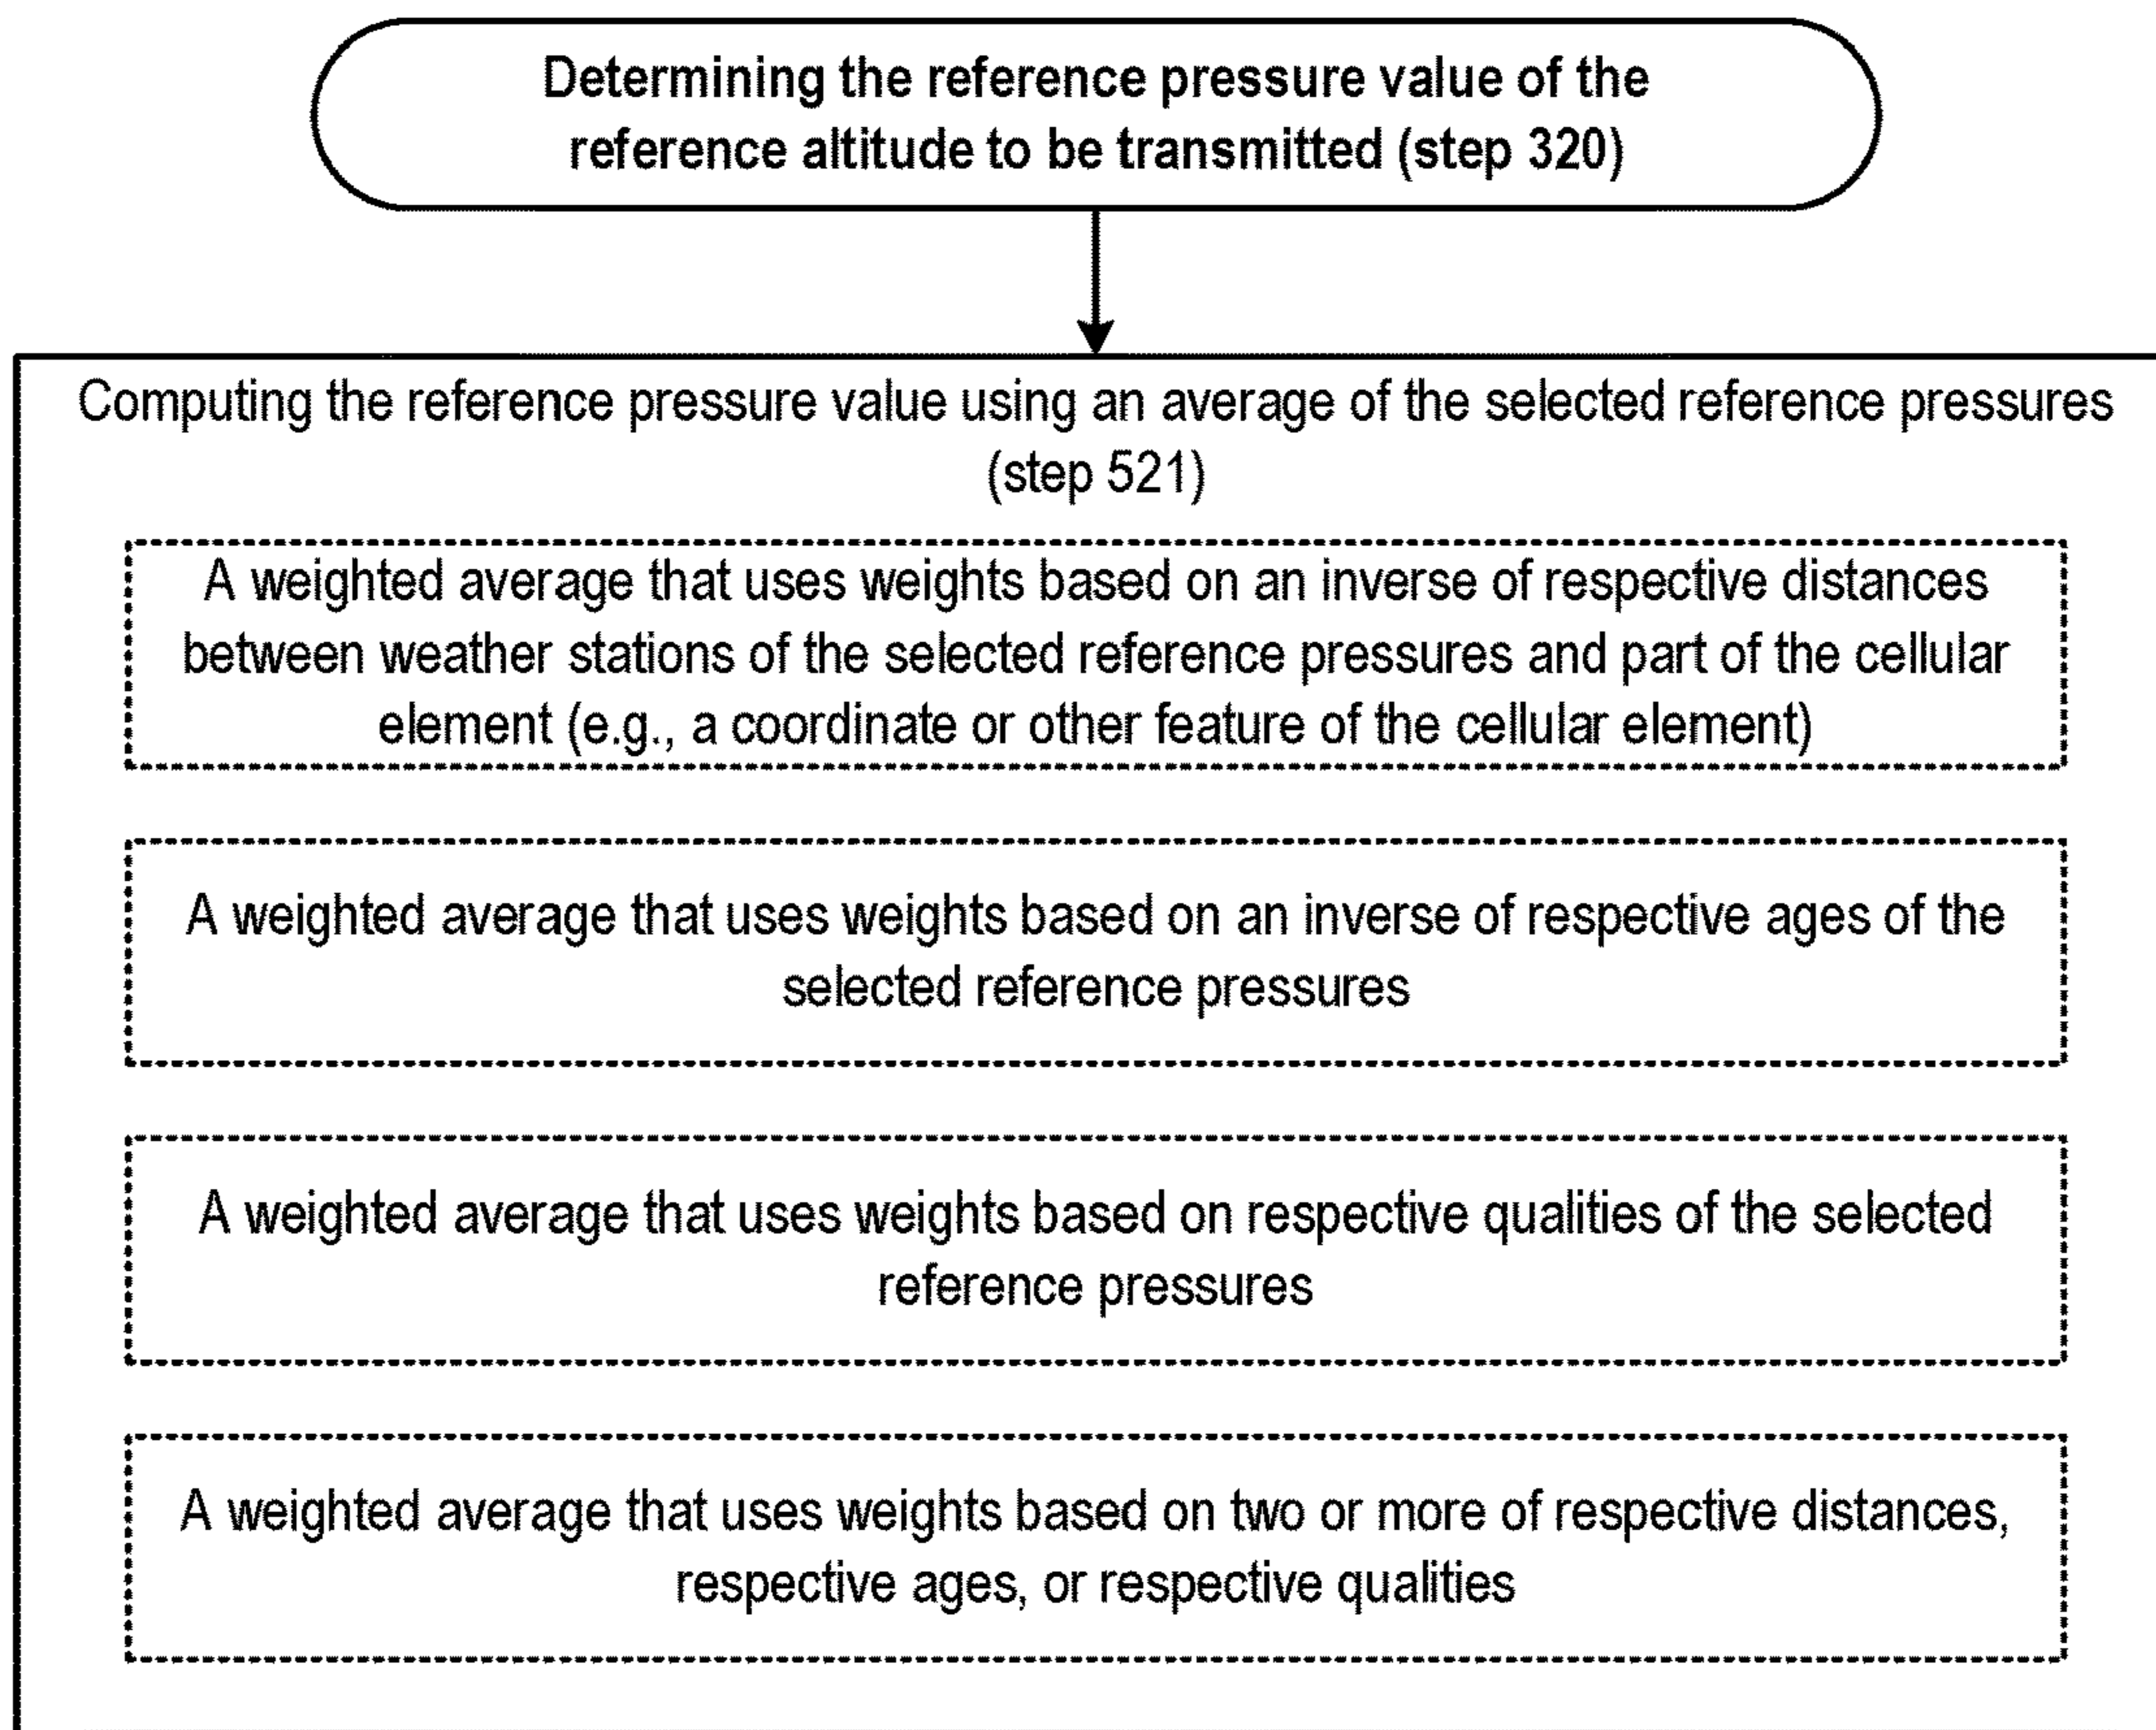 Determining the reference pressure value of the
reference altitude to be transmitted (step 320)
Computing the reference pressure value using an average of the selected reference pressures
(step 521)
A weighted average that uses weights based on an inverse of respective distances
between weather stations of the selected reference pressures and part of the cellular
element (e.g., a coordinate or other feature of the cellular element)
A weighted average that uses weights based on an inverse of respective ages of the
selected reference pressures
A weighted average that uses weights based on respective qualities of the selected
reference pressures
A weighted average that uses weights based on two or more of respective distances,
respective ages, or respective qualities